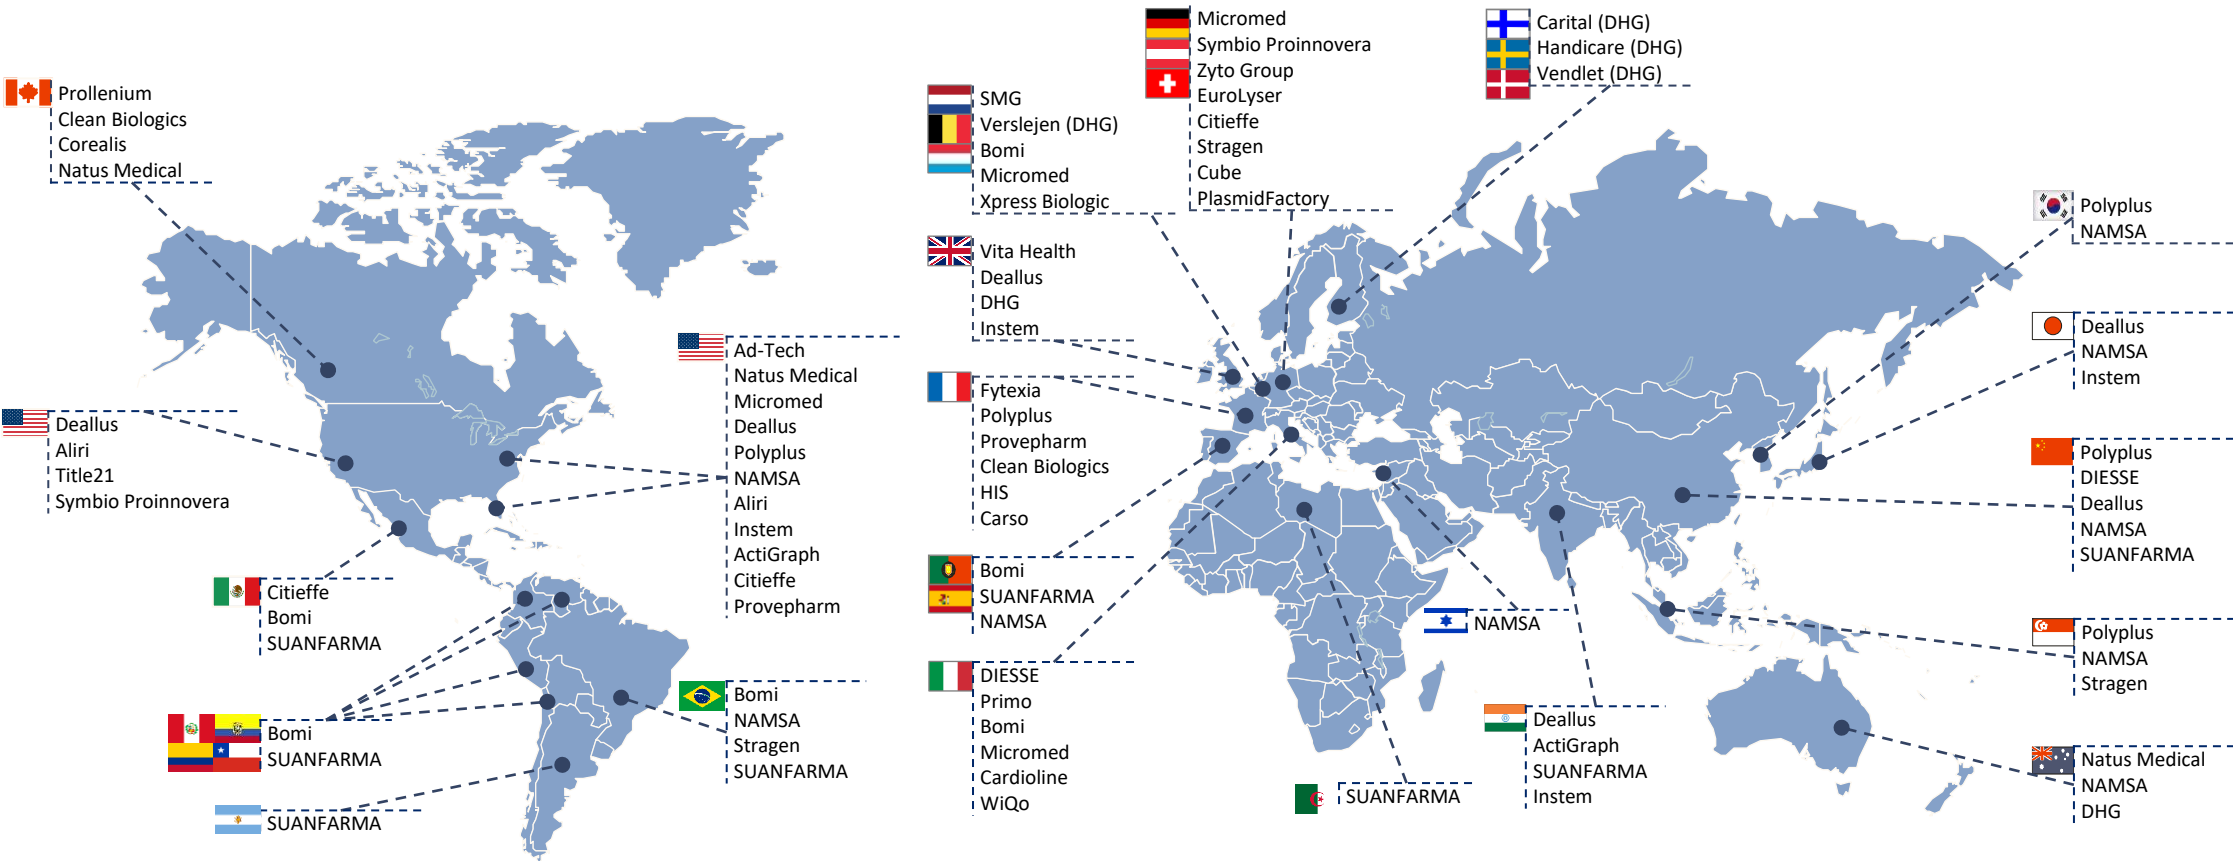 Prollenium
Clean Biologics
Corealis
Natus Medical
Deallus
Aliri
Title21
Symbio Proinnovera
Ad-Tech
Natus Medical
Micromed
Deallus
Polyplus
NAMSA
Aliri
Instem
ActiGraph
Citieffe
Provepharm
Citieffe
Bomi
SUANFARMA
Bomi
SUANFARMA
SUANFARMA
Bomi
NAMSA
Stragen
SUANFARMA
SMG
Verslejen (DHG)
Bomi
Micromed
Xpress Biologic
Micromed
Symbio Proinnovera
Zyto Group
EuroLyser
Citieffe
Stragen
Cube
PlasmidFactory
Carital (DHG)
Handicare (DHG)
Vendlet (DHG)
Vita Health
Deallus
DHG
Instem
Fytexia
Polyplus
Provepharm
Clean Biologics
HIS
Carso
Bomi
SUANFARMA
NAMSA
DIESSE
Primo
Bomi
Micromed
Cardioline
WiQo
SUANFARMA
NAMSA
Deallus
ActiGraph
SUANFARMA
Instem
Polyplus
NAMSA
Deallus
NAMSA
Instem
Polyplus
DIESSE
Deallus
NAMSA
SUANFARMA
Polyplus
NAMSA
Stragen
Natus Medical
NAMSA
DHG